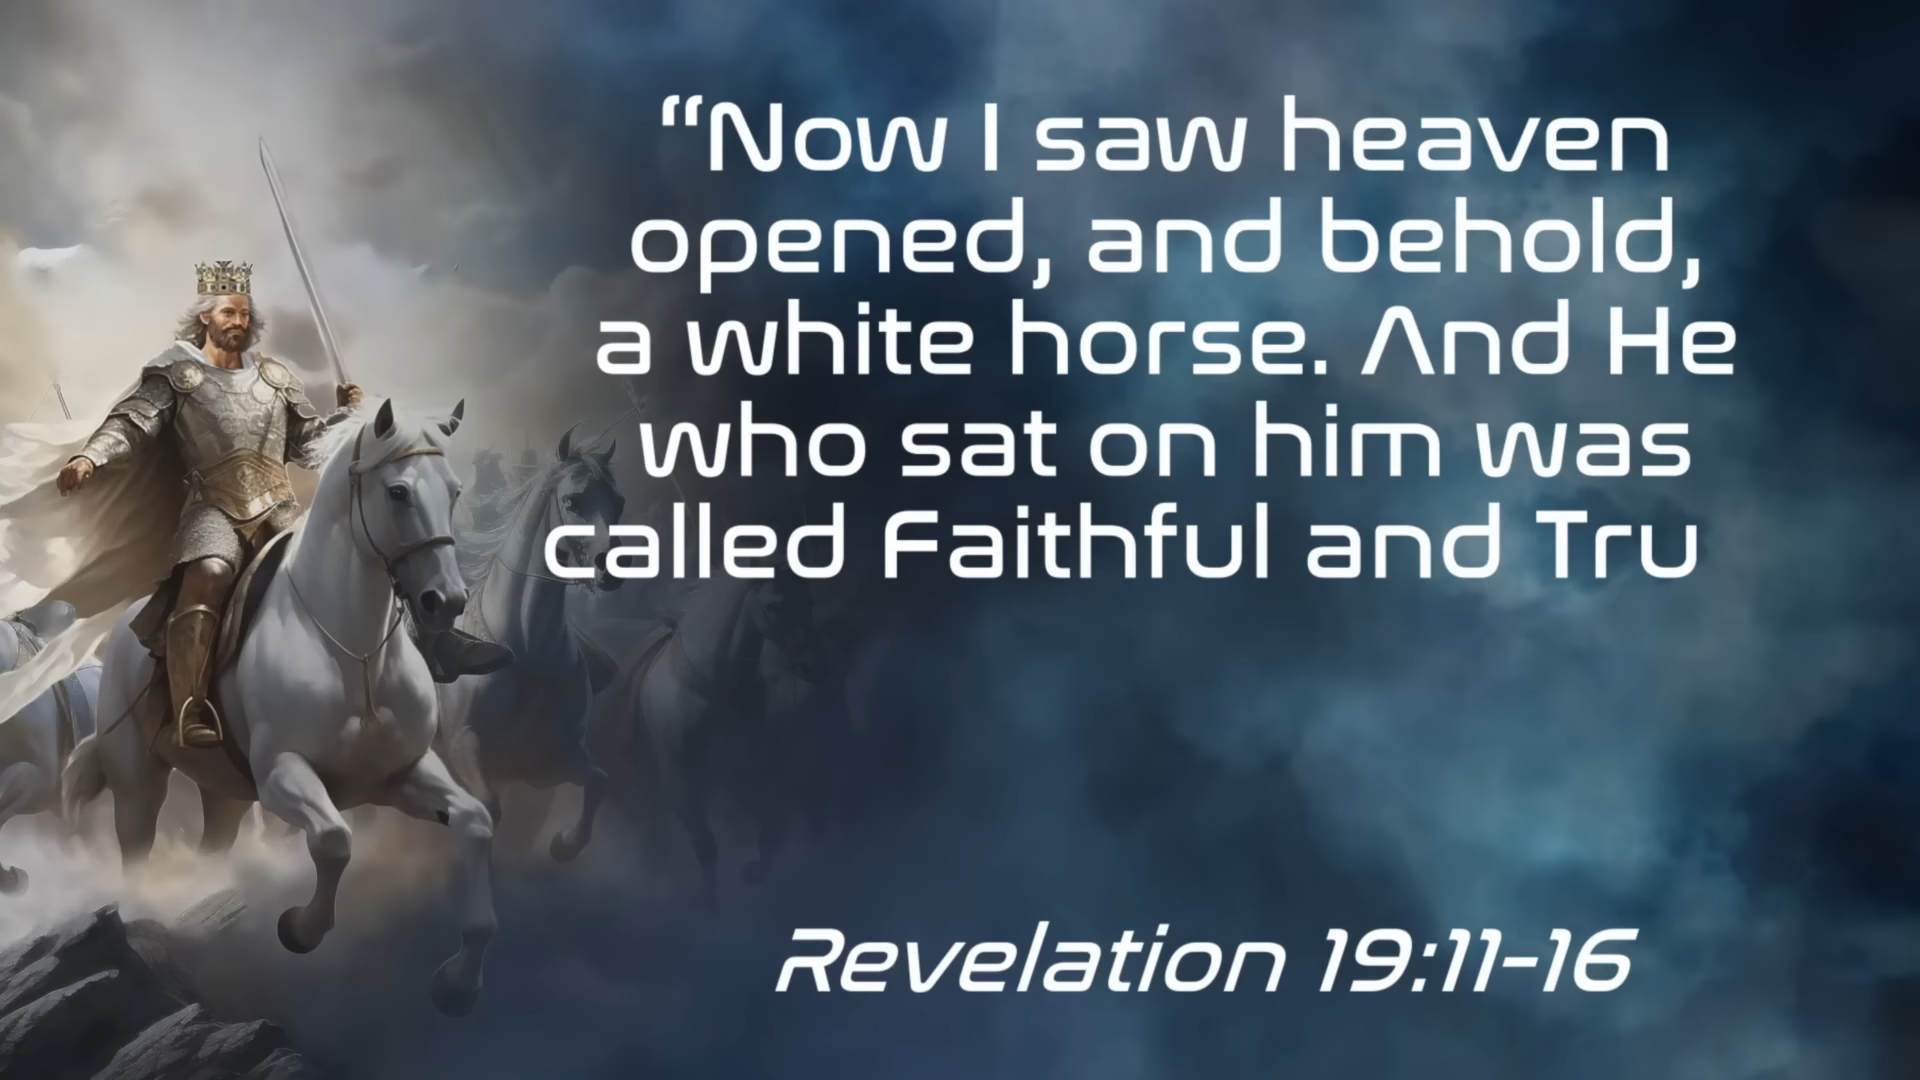 “Now I saw heaven
opened, and behold,
a white horse. And He
who sat on him was
called Faithful and Tru
Revelation 19:11-16